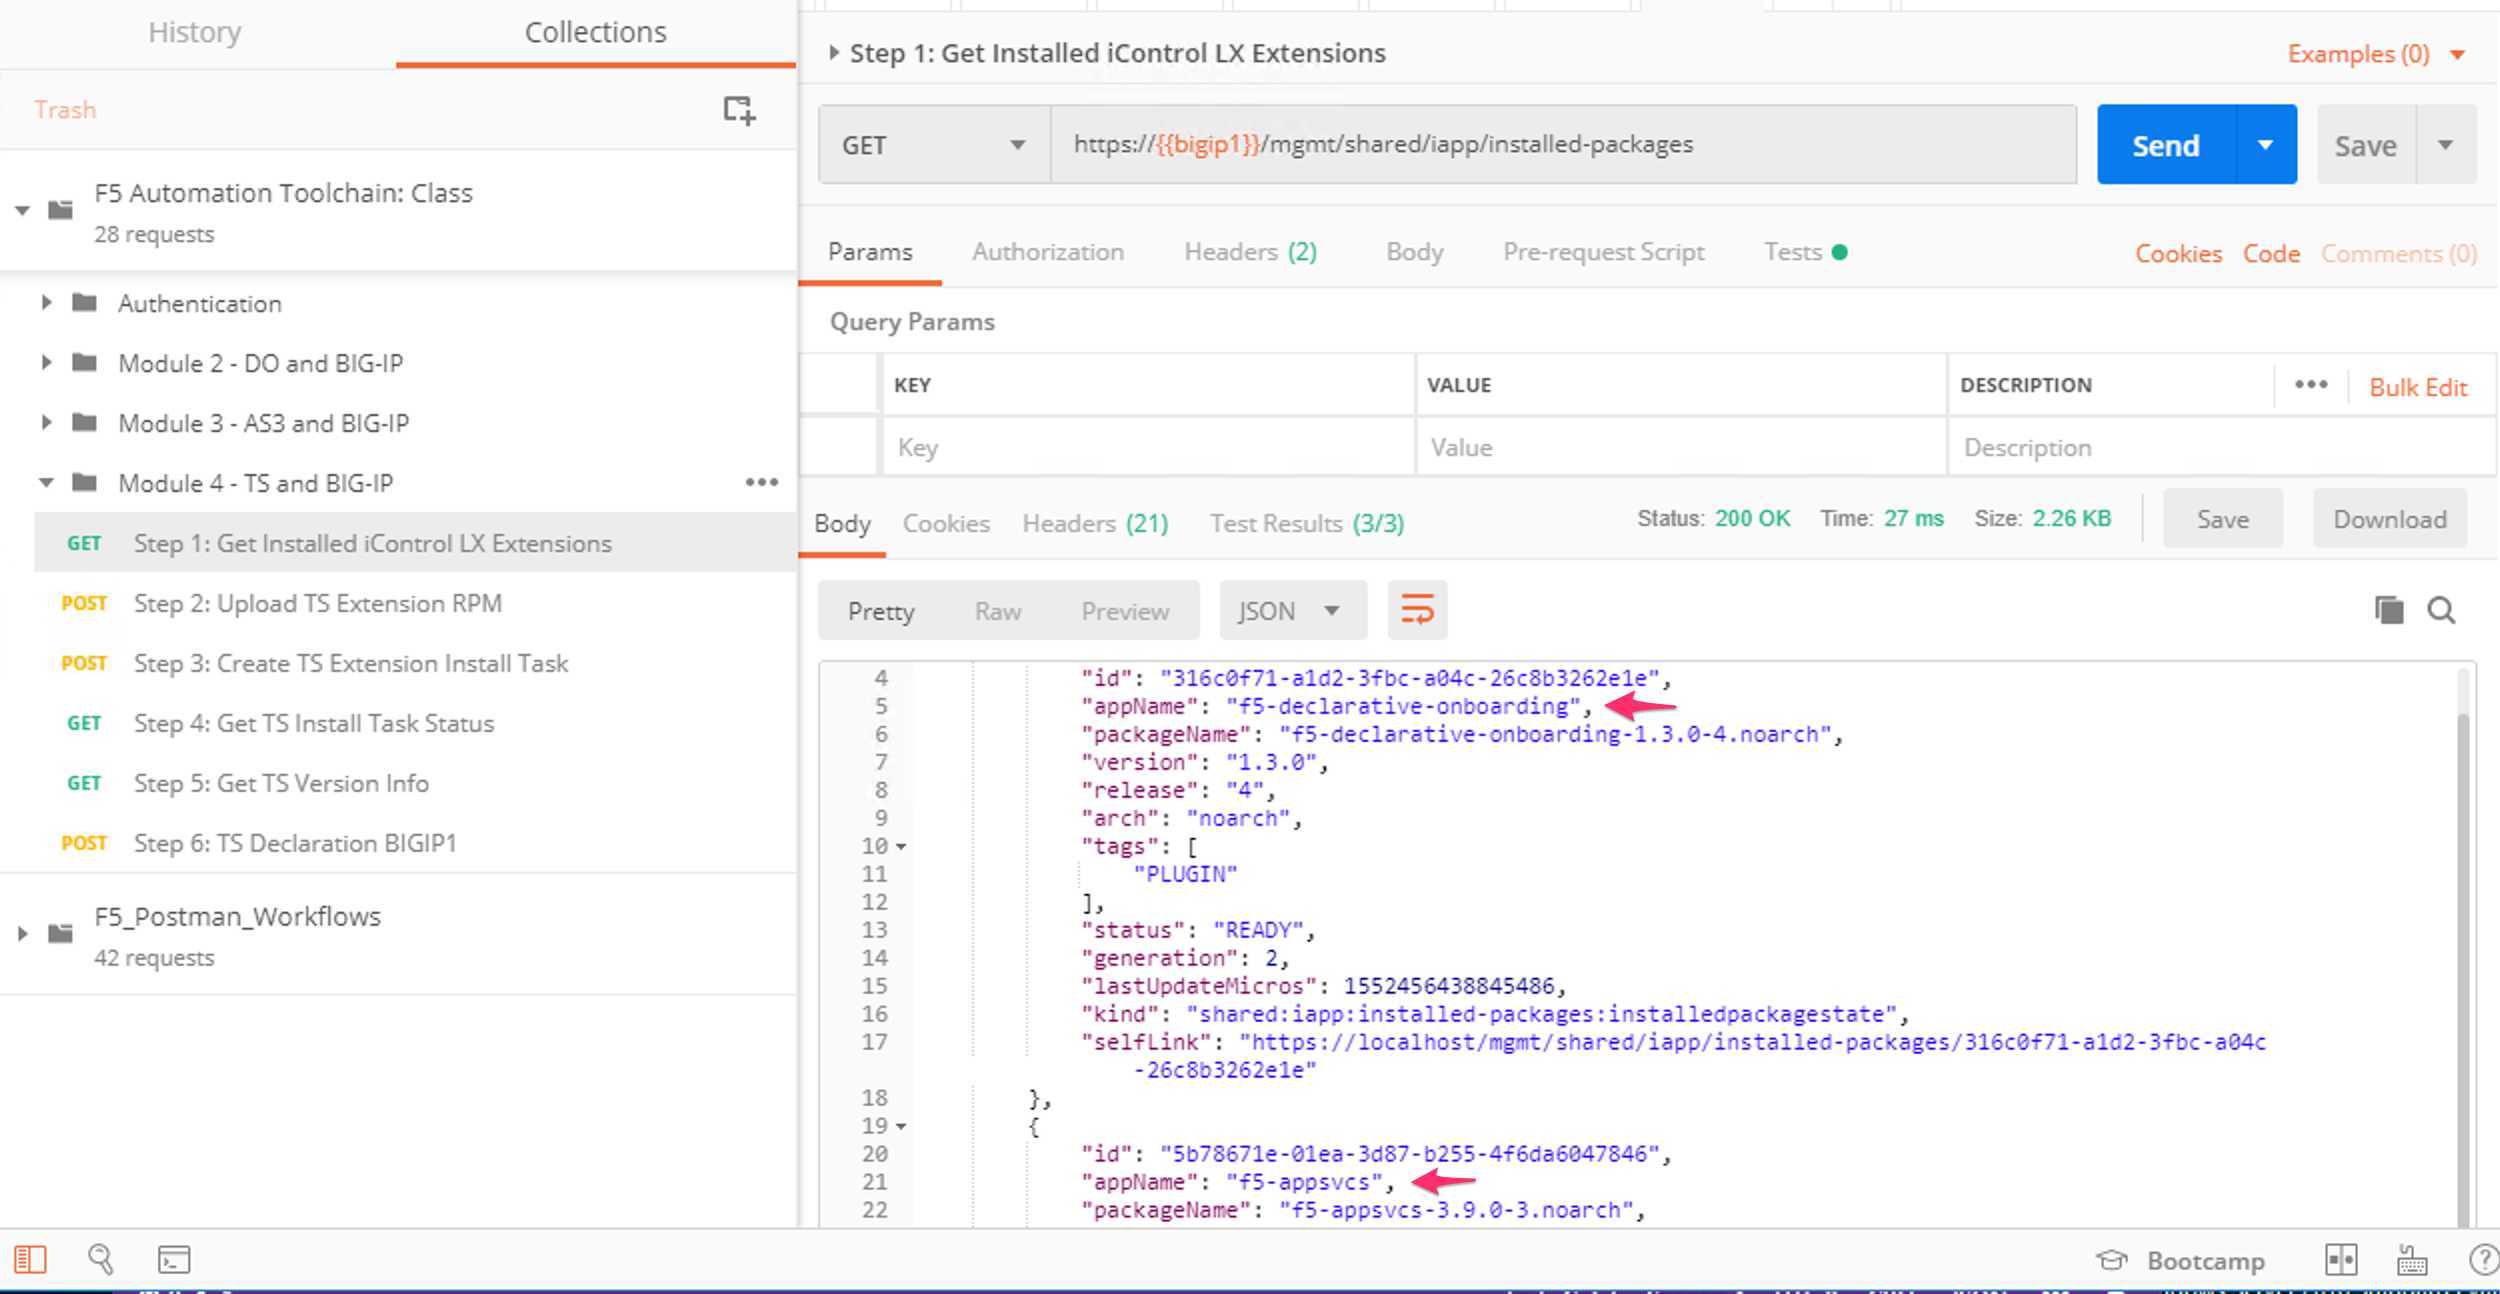 History
Collections
Trash
F5 Automation Toolchain: Class
28 requests
Authentication
Module 2 - DO and BIG-IP
Module 3 - AS3 and BIG-IP
Module 4 - TS and BIG-IP
GET Step 1: Get Installed iControl LX Extensions
POST Step 2: Upload TS Extension RPM
POST Step 3: Create TS Extension Install Task
GET Step 4: Get TS Install Task Status
GET Step 5: Get TS Version Info
POST Step 6: TS Declaration BIGIP1
F5_Postman_Workflows
42 requests
Step 1: Get Installed iControl LX Extensions
Examples (0)
GET https://{{bigip1}}/mgmt/shared/iapp/installed-packages Send Save
Params Authorization Headers (2) Body Pre-request Script Tests Cookies Code Comments (0)
Query Params
KEY VALUE DESCRIPTION Bulk Edit
Key Value Description
Body Cookies Headers (21) Test Results (3/3) Status: 200 OK Time: 27 ms Size: 2.26 KB Save Download
Pretty Raw Preview JSON
4 "id": "316c0f71-a1d2-3fbc-a04c-26c8b3262e1e",
5 "appName": "f5-declarative-onboarding",
6 "packageName": "f5-declarative-onboarding-1.3.0-4.noarch",
7 "version": "1.3.0",
8 "release": "4",
9 "arch": "noarch",
10 "tags": [
11 "PLUGIN"
12 ],
13 "status": "READY",
14 "generation": 2,
15 "lastUpdateMicros": 1552456438845486,
16 "kind": "shared:iapp:installed-packages:installedpackagestate",
17 "selfLink": "https://localhost/mgmt/shared/iapp/installed-packages/316c0f71-a1d2-3fbc-a04c
-26c8b3262e1e"
18 },
19 {
20 "id": "5b78671e-01ea-3d87-b255-4f6da6047846",
21 "appName": "f5-appsvcs",
22 "packageName": "f5-appsvcs-3.9.0-3.noarch",
Bootcamp